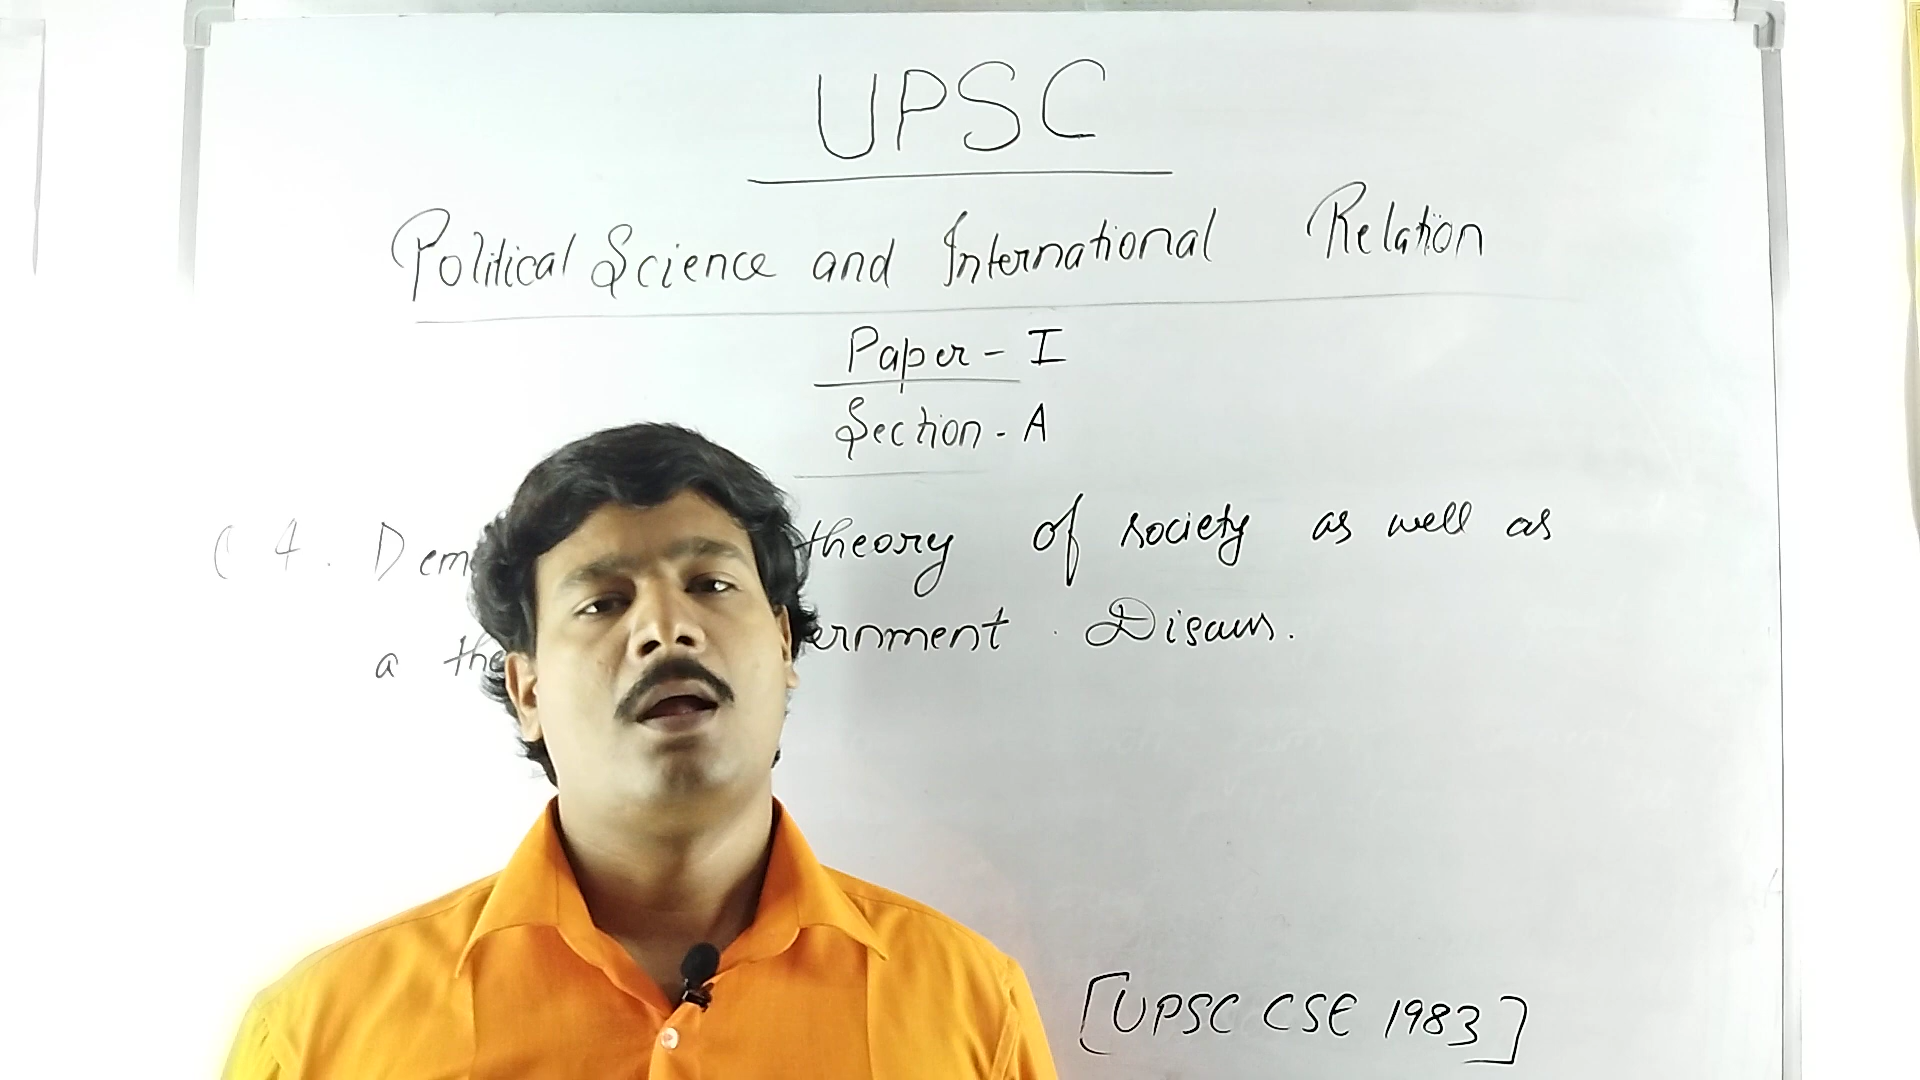 UPSC
Political Science and International Relation
Paper - I
Section - A
4. Dem theory of society as well as
a the ernment. Discuss.
[UPSC CSE 1983]